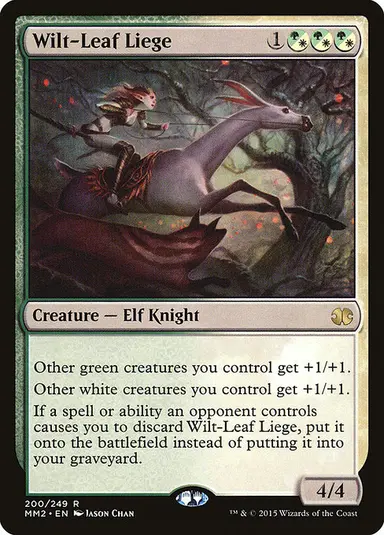 Wilt-Leaf Liege 1
Creature — Elf Knight
Other green creatures you control get +1/+1.
Other white creatures you control get +1/+1.
If a spell or ability an opponent controls
causes you to discard Wilt-Leaf Liege, put it
onto the battlefield instead of putting it into
your graveyard.
4/4
200/249 R
MM2 • EN Jason Chan
™ & © 2015 Wizards of the Coast